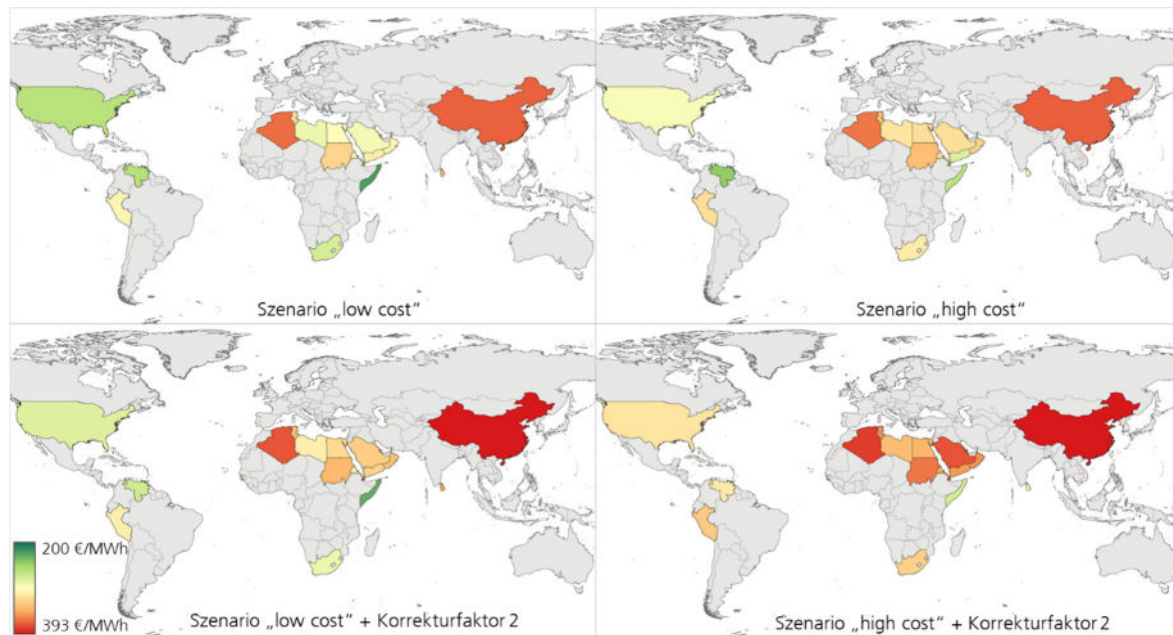 Szenario „low cost“
Szenario „high cost“
200 €/MWh
393 €/MWh
Szenario „low cost“ + Korrekturfaktor 2
Szenario „high cost“ + Korrekturfaktor 2